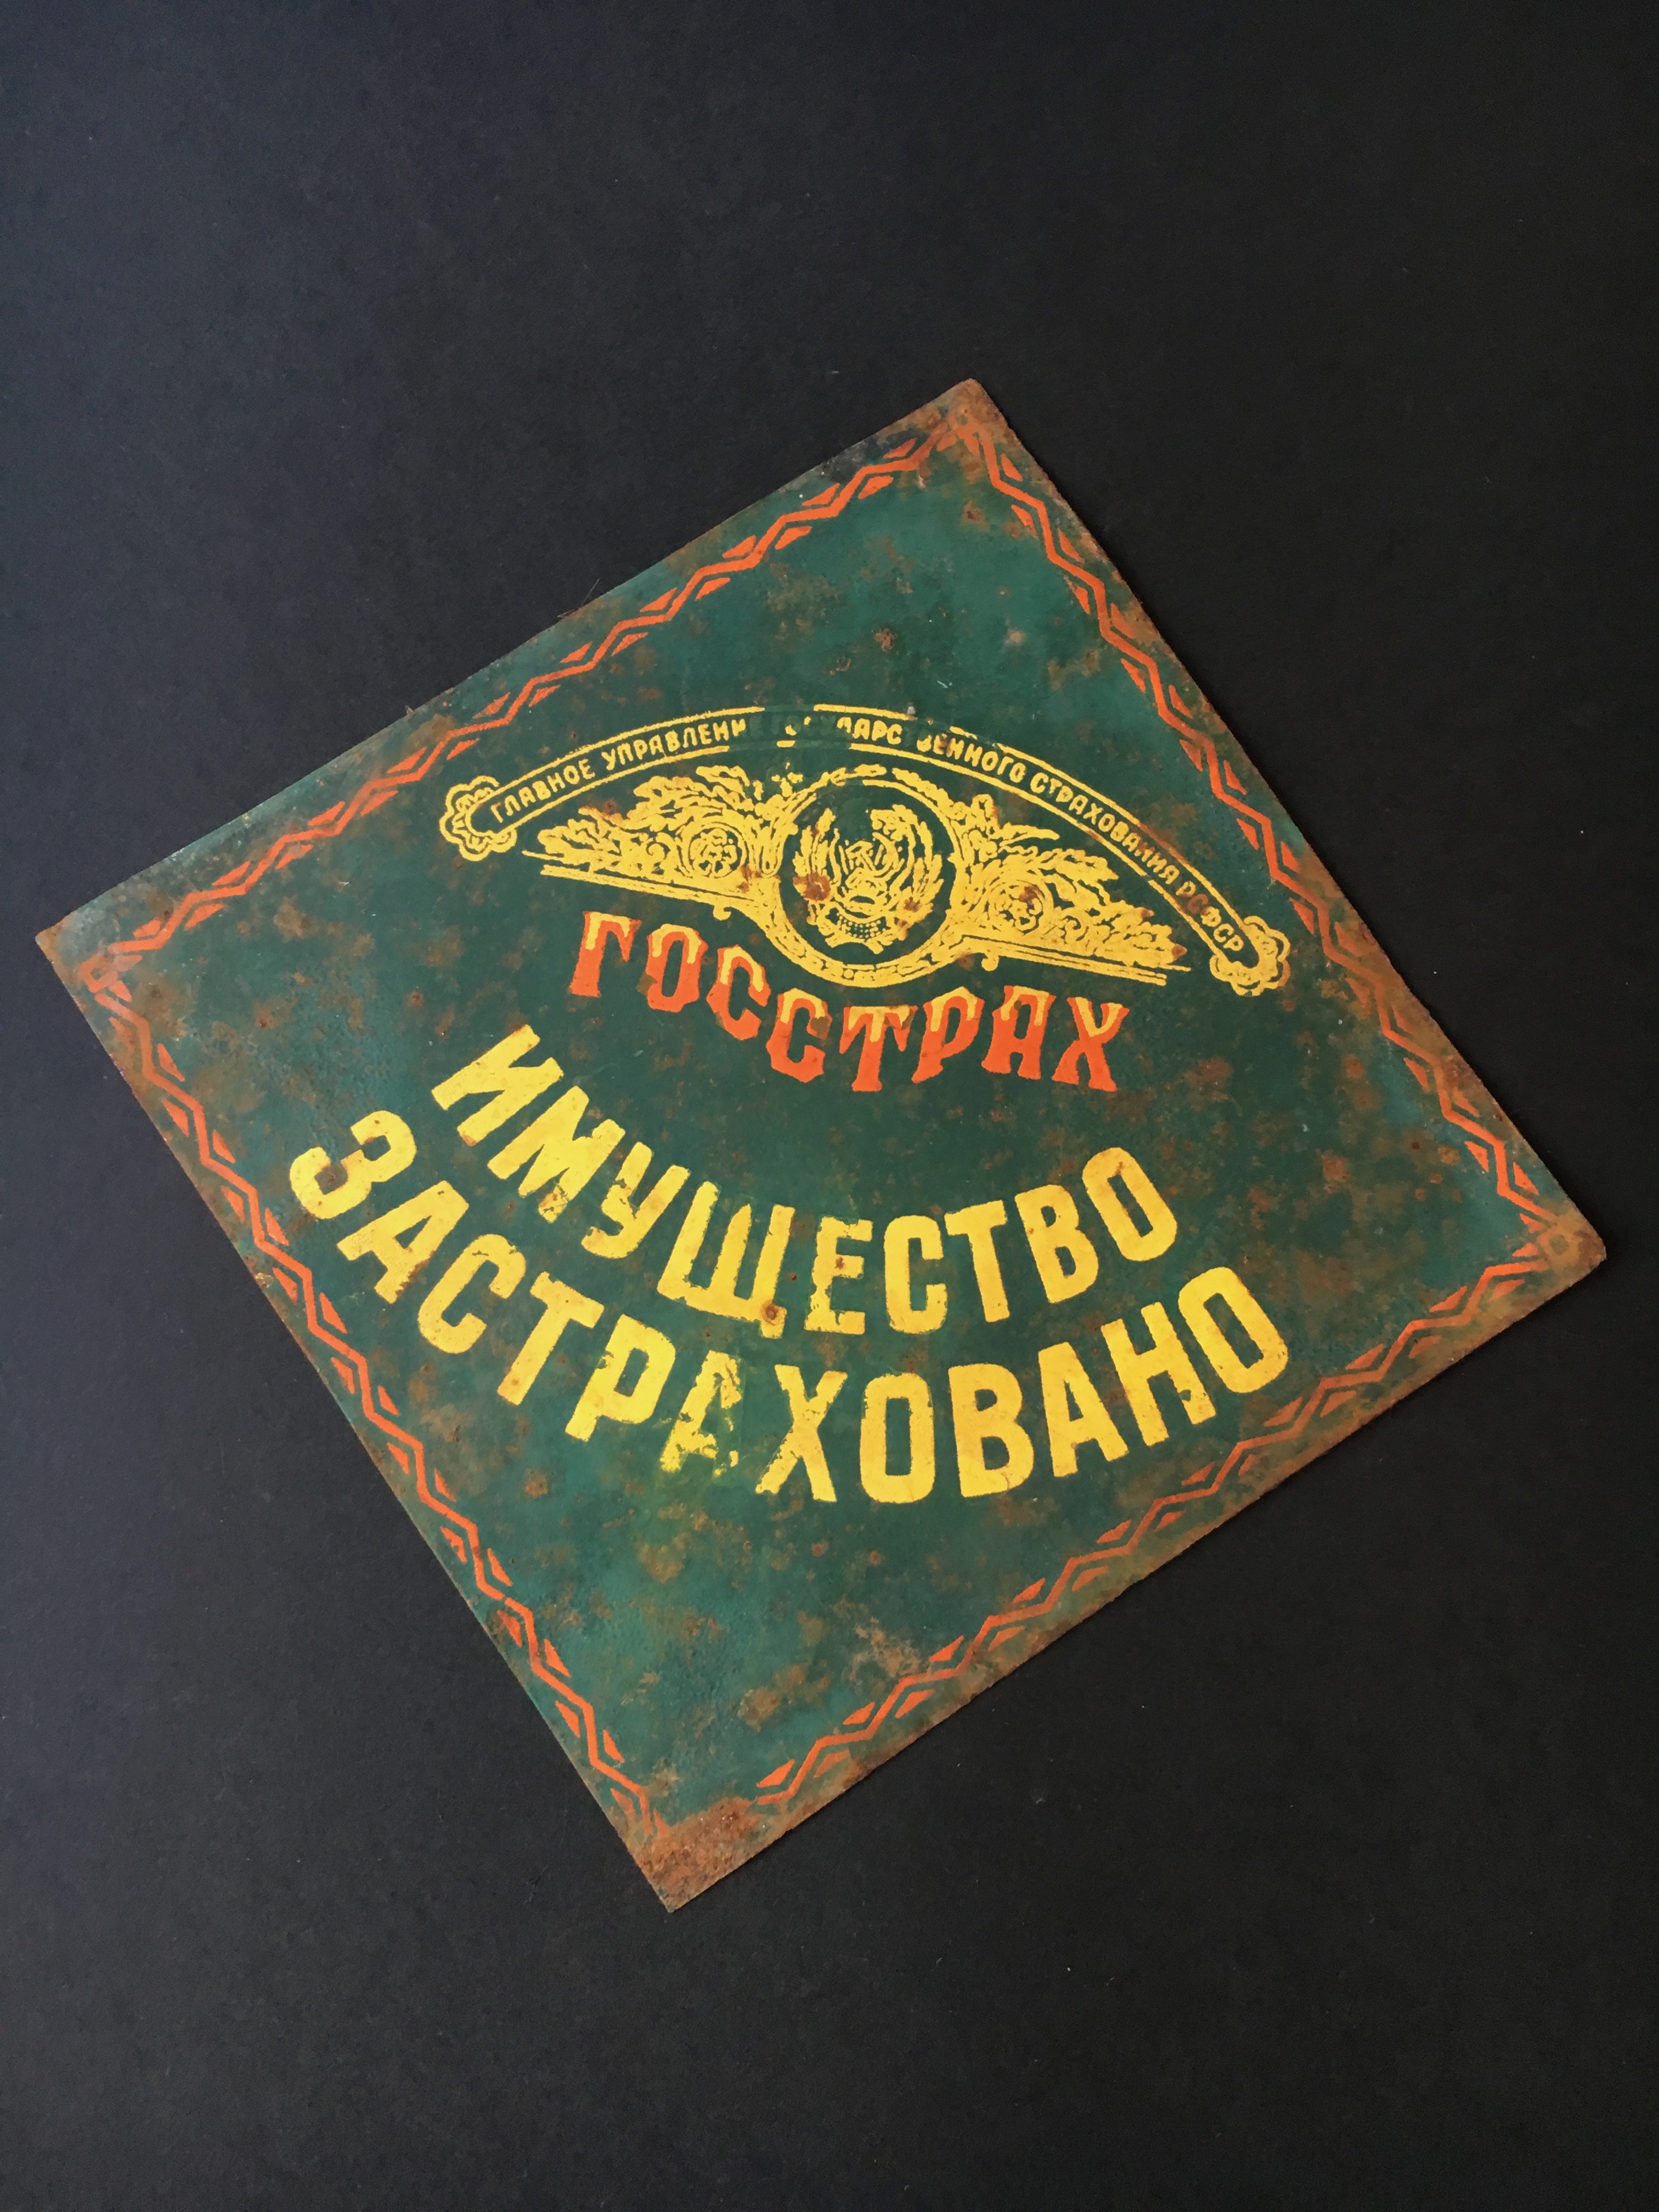 ГЛАВНОЕ УПРАВЛЕНИЕ ГОСУДАРСТВЕННОГО СТРАХОВАНИЯ РСФСР
ГОССТРАХ
ИМУЩЕСТВО
ЗАСТРАХОВАНО